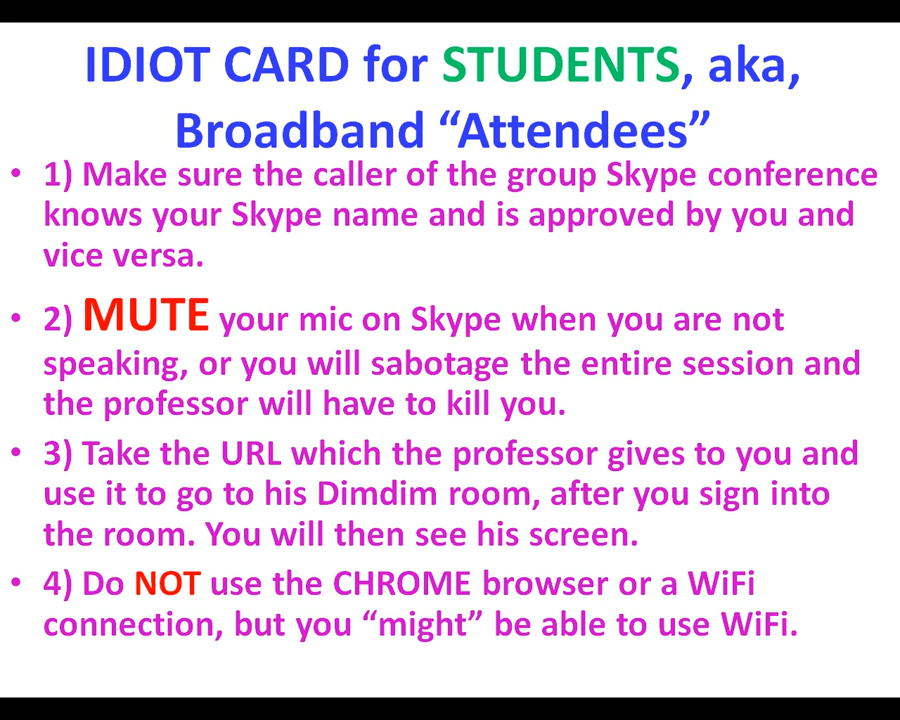 IDIOT CARD for STUDENTS, aka,
Broadband “Attendees”
• 1) Make sure the caller of the group Skype conference
knows your Skype name and is approved by you and
vice versa.
• 2) MUTE your mic on Skype when you are not
speaking, or you will sabotage the entire session and
the professor will have to kill you.
• 3) Take the URL which the professor gives to you and
use it to go to his Dimdim room, after you sign into
the room. You will then see his screen.
• 4) Do NOT use the CHROME browser or a WiFi
connection, but you “might” be able to use WiFi.